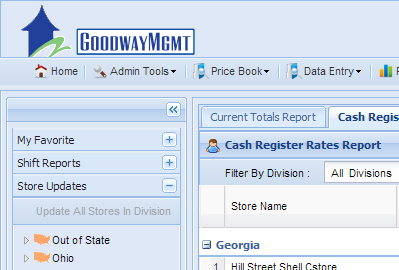 GOODWAYMGMT
Home Admin Tools Price Book Data Entry
Current Totals Report Cash Regis
My Favorite
Shift Reports
Store Updates
Update All Stores In Division
Out of State
Ohio
Cash Register Rates Report
Filter By Division : All Divisions
Store Name
Georgia
1 Hill Street Shell Cstore